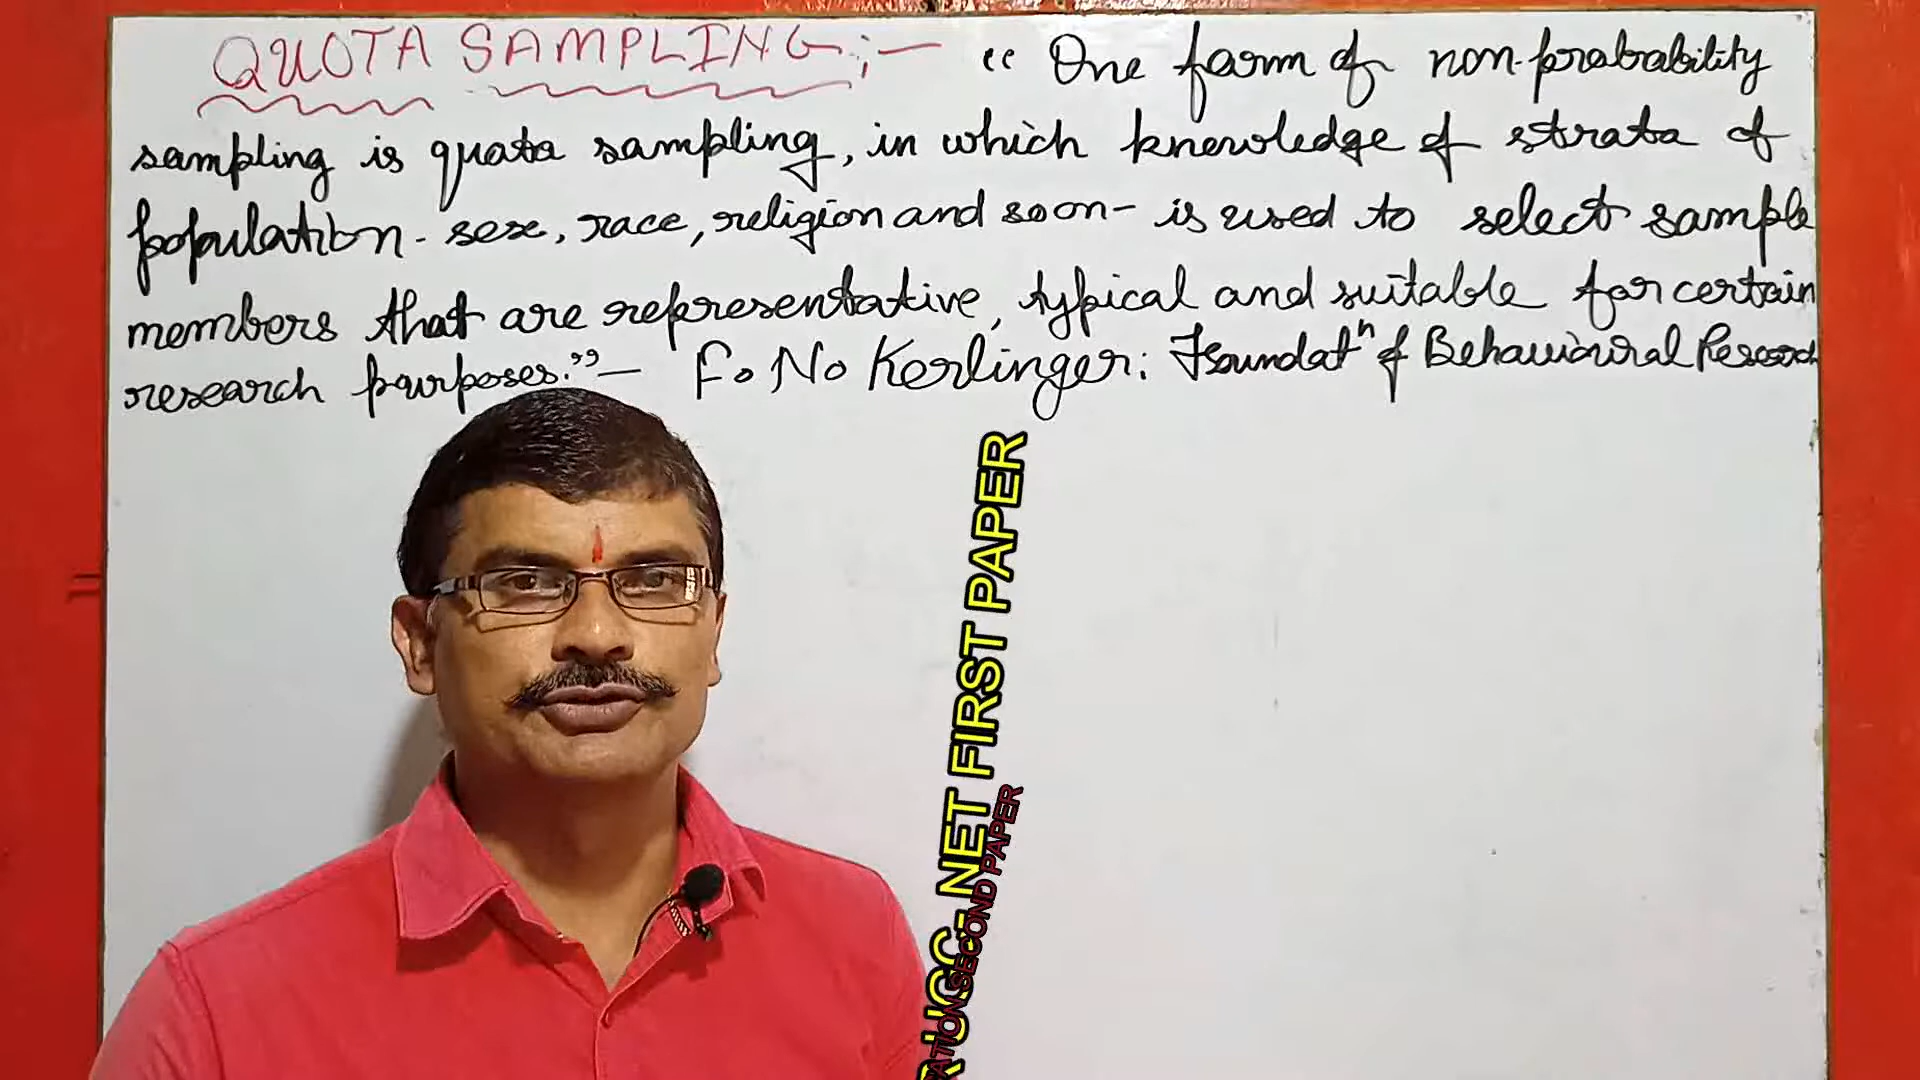 QUOTA SAMPLING;— “ One form of non-probability
sampling is quota sampling, in which knowledge of strata of
population - sex, race, religion and soon - is used to select sample
members that are representative, typical and suitable for certain
research purposes.” — F. N. Kerlinger: Foundatⁿ of Behavioural Research
R UGC - NET FIRST PAPER
ATION SECOND PAPER